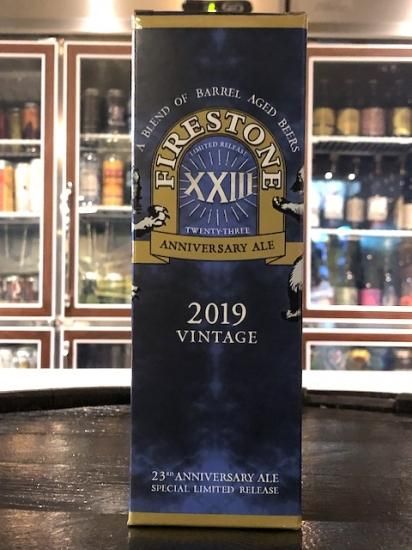 A BLEND OF BARREL AGED BEERS
FIRESTONE
LIMITED RELEASE
XXIII
TWENTY-THREE
ANNIVERSARY ALE
2019
VINTAGE
23RD ANNIVERSARY ALE
SPECIAL LIMITED RELEASE